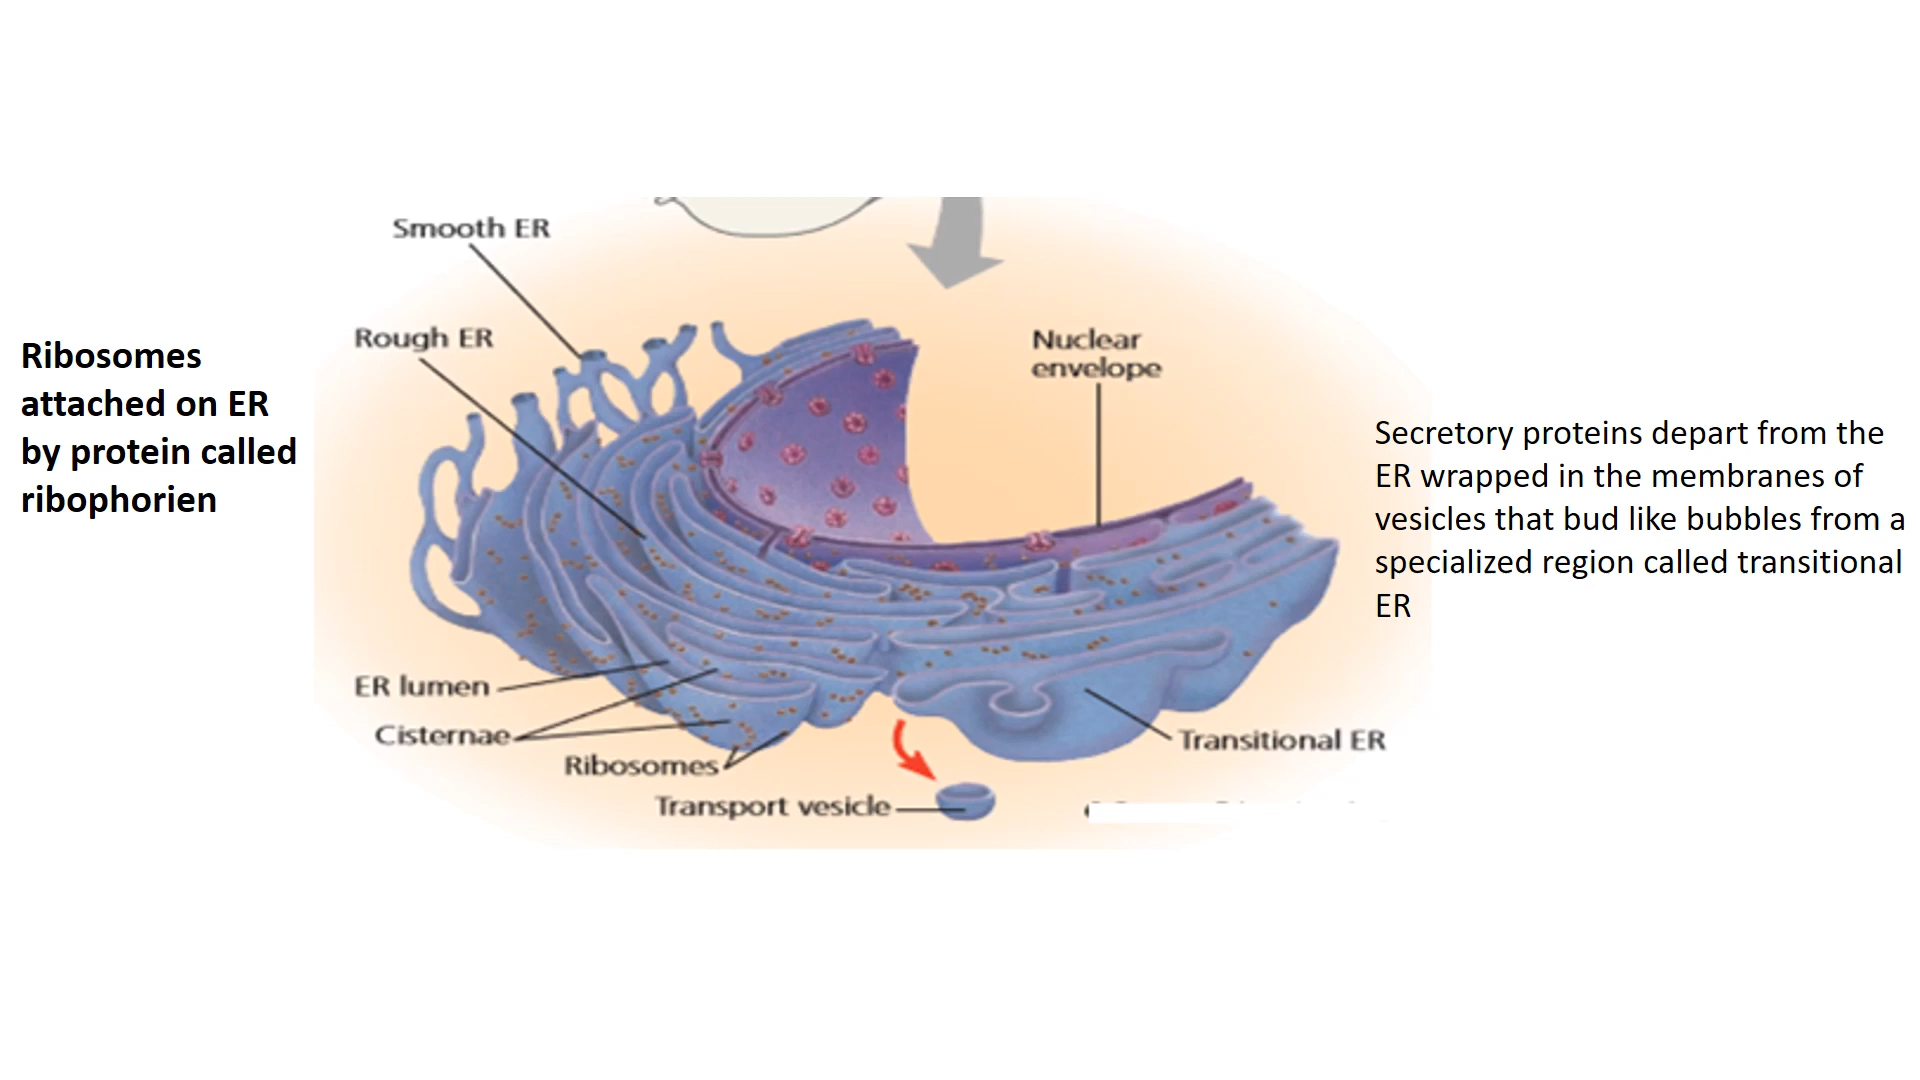 Smooth ER
Rough ER
Ribosomes
attached on ER
by protein called
ribophorien
Nuclear
envelope
Secretory proteins depart from the
ER wrapped in the membranes of
vesicles that bud like bubbles from a
specialized region called transitional
ER
ER lumen
Cisternae
Ribosomes
Transport vesicle
Transitional ER